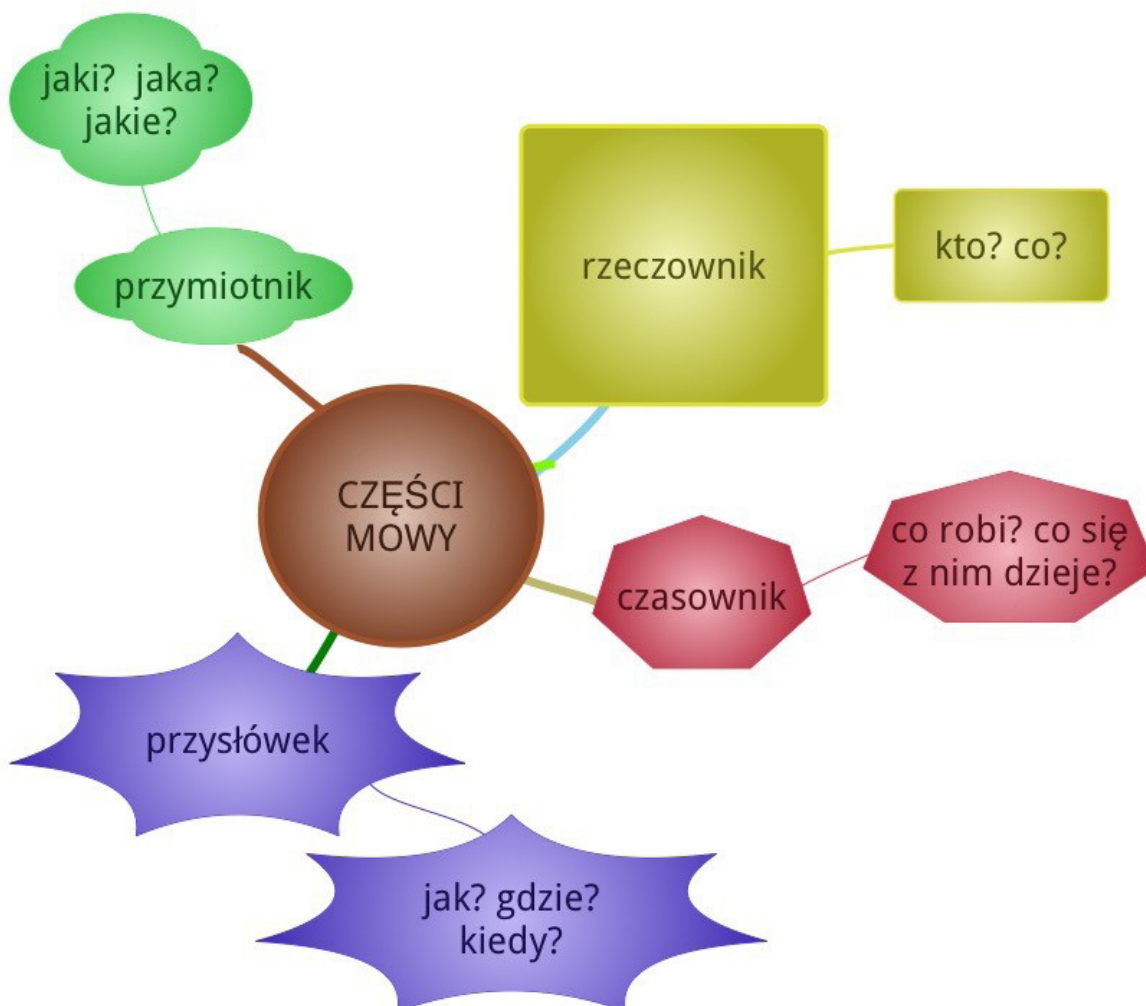 jaki?  jaka?
jakie?
przymiotnik
rzeczownik
kto? co?
CZĘŚCI
MOWY
czasownik
co robi? co się
z nim dzieje?
przysłówek
jak? gdzie?
kiedy?